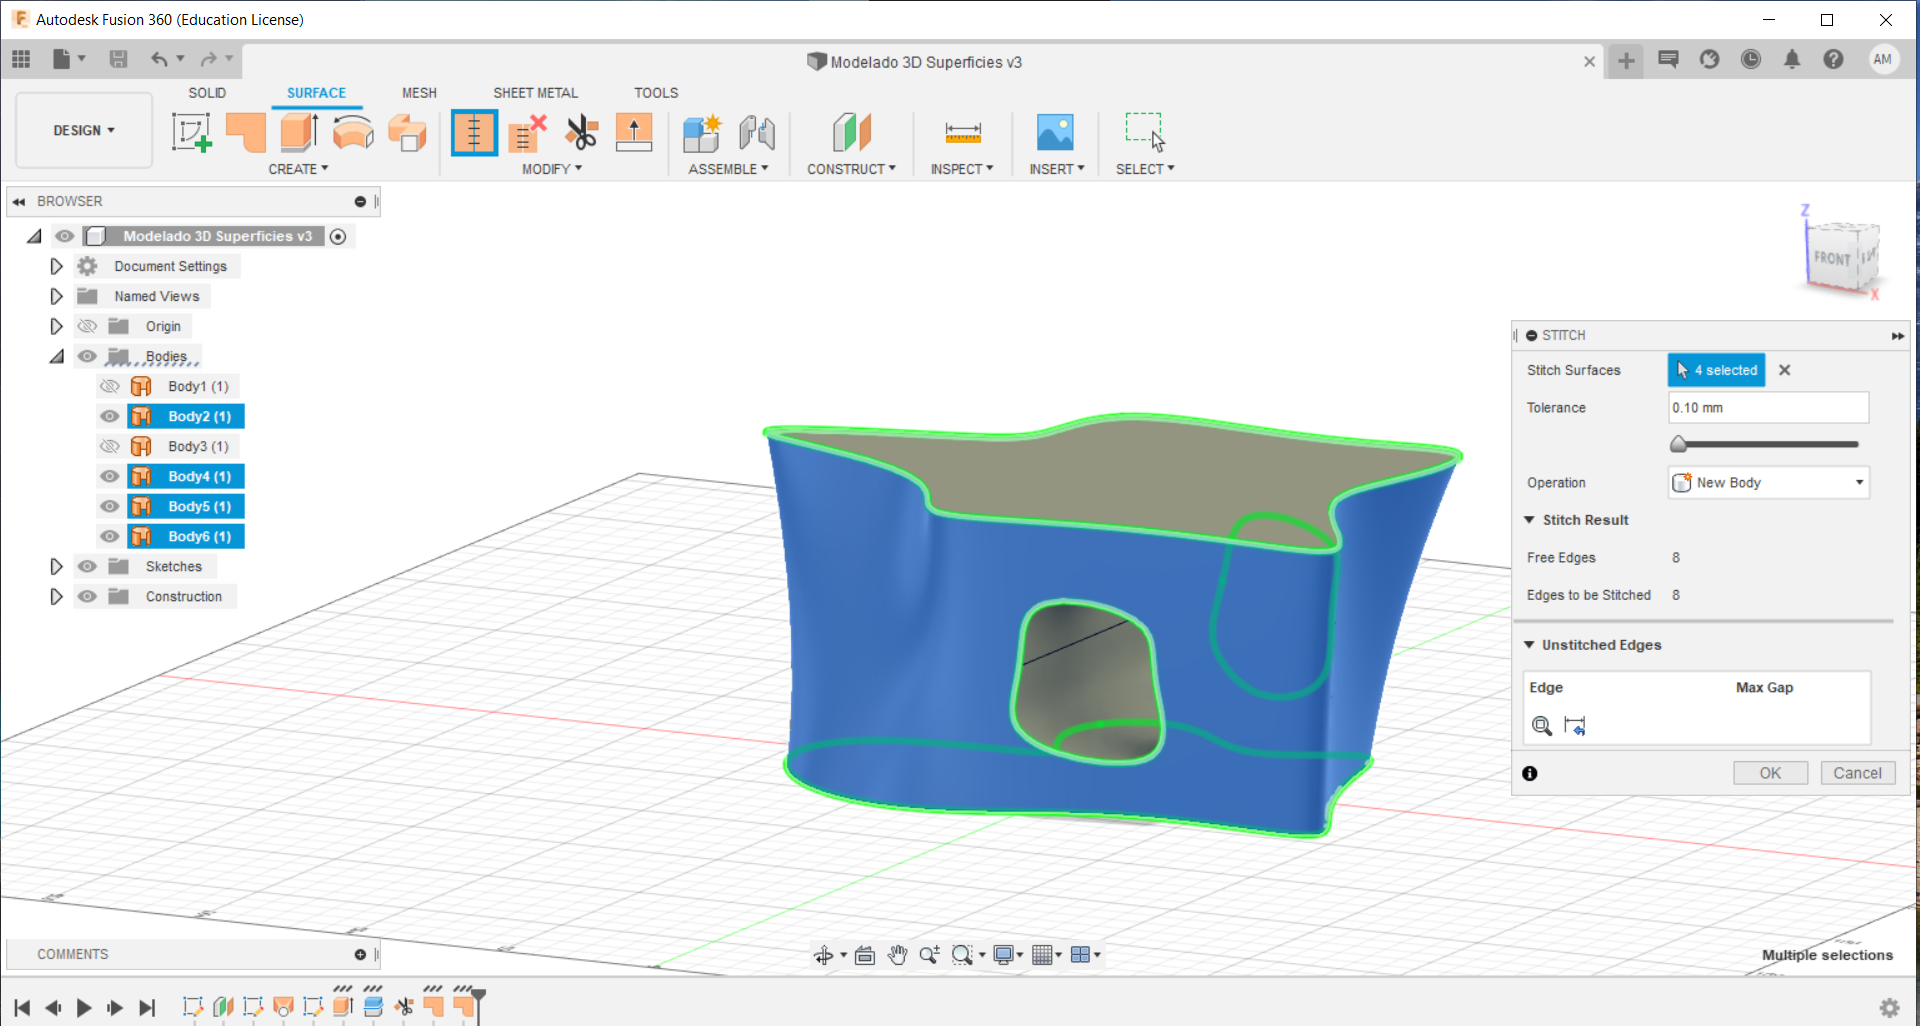 Autodesk Fusion 360 (Education License)
Modelado 3D Superficies v3
AM
SOLID SURFACE MESH SHEET METAL TOOLS
DESIGN
CREATE MODIFY ASSEMBLE CONSTRUCT INSPECT INSERT SELECT
BROWSER
Modelado 3D Superficies v3
Document Settings
Named Views
Origin
Bodies
Body1 (1)
Body2 (1)
Body3 (1)
Body4 (1)
Body5 (1)
Body6 (1)
Sketches
Construction
Z
FRONT
X
STITCH
Stitch Surfaces 4 selected
Tolerance 0.10 mm
Operation New Body
Stitch Result
Free Edges 8
Edges to be Stitched 8
Unstitched Edges
Edge Max Gap
OK Cancel
COMMENTS
Multiple selections